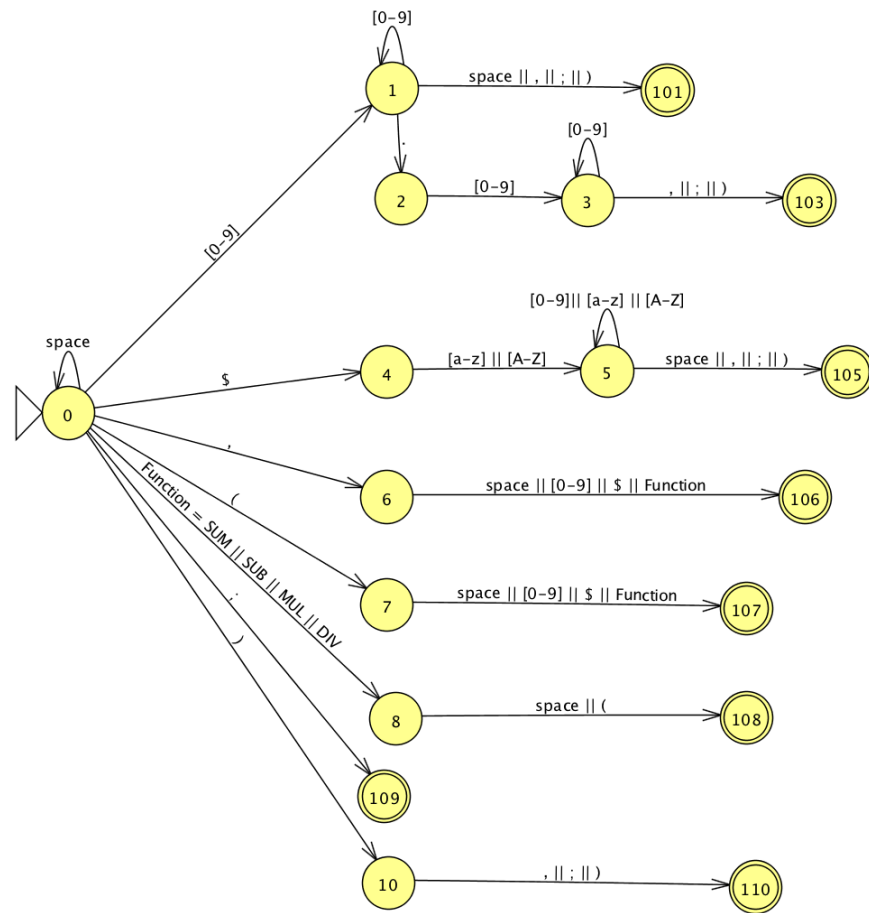 [0-9]
1
space || , || ; || )
101
.
[0-9]
2
[0-9]
3
, || ; || )
103
[0-9]
space
0
$
4
[a-z] || [A-Z]
[0-9]|| [a-z] || [A-Z]
5
space || , || ; || )
105
,
6
space || [0-9] || $ || Function
106
(
7
space || [0-9] || $ || Function
107
Function = SUM || SUB || MUL || DIV
8
space || (
108
;
109
)
10
, || ; || )
110